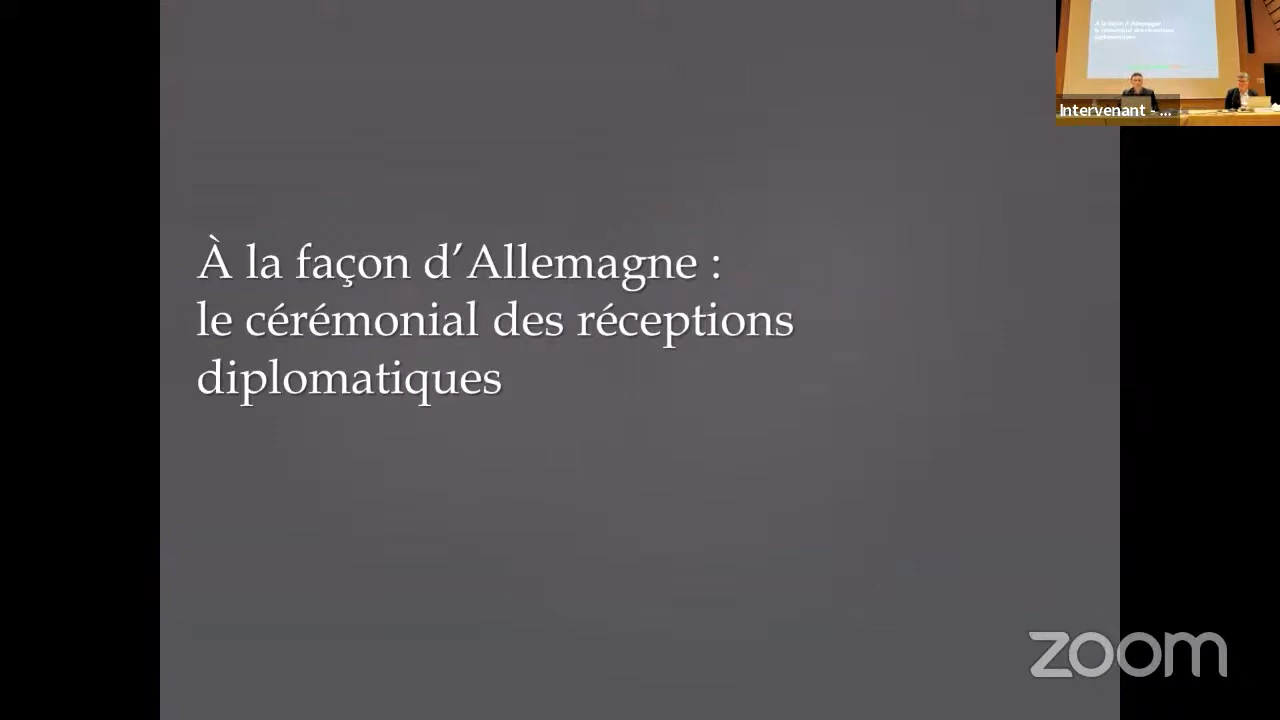 À la façon d’Allemagne :
le cérémonial des réceptions
diplomatiques
Intervenant - ...
zoom